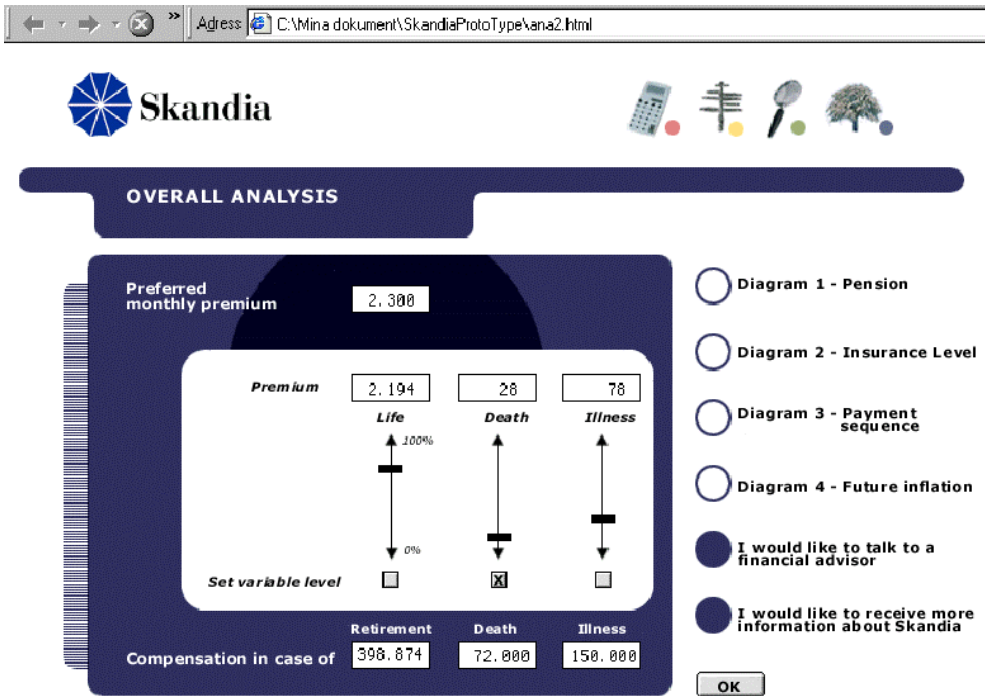 » Adress C:\Mina dokument\SkandiaProtoType\ana2.html
Skandia
OVERALL ANALYSIS
Preferred
monthly premium 2.300
Premium 2.194 28 78
Life Death Illness
100%
0%
Set variable level X
Retirement Death Illness
Compensation in case of 398.874 72.000 150.000
Diagram 1 - Pension
Diagram 2 - Insurance Level
Diagram 3 - Payment
sequence
Diagram 4 - Future inflation
I would like to talk to a
financial advisor
I would like to receive more
information about Skandia
OK